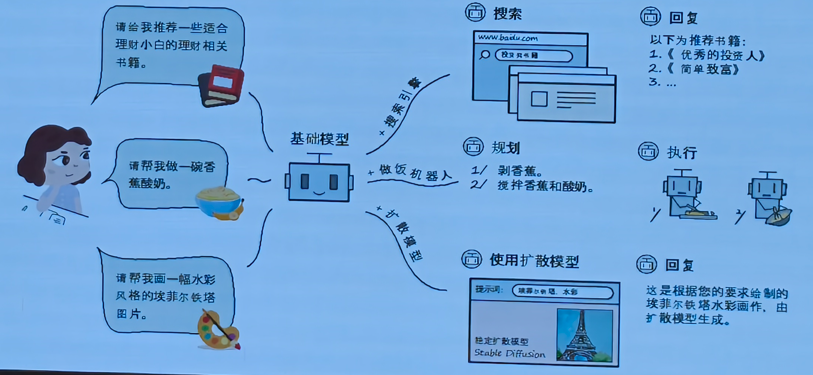 请给我推荐一些适合
理财小白的理财相关
书籍。
请帮我做一碗香
蕉酸奶。
请帮我画一幅水彩
风格的埃菲尔铁塔
图片。
基础模型
+ 搜索引擎
+ 做饭机器人
+ 扩散模型
搜索
www.baidu.com
回复
以下为推荐书籍:
1.《 优秀的投资人》
2.《 简单致富》
3. ...
规划
1/ 剥香蕉。
2/ 搅拌香蕉和酸奶。
执行
1/
2/
使用扩散模型
提示词:
埃菲尔铁塔、水彩
稳定扩散模型
Stable Diffusion
回复
这是根据您的要求绘制的
埃菲尔铁塔水彩画作,由
扩散模型生成。